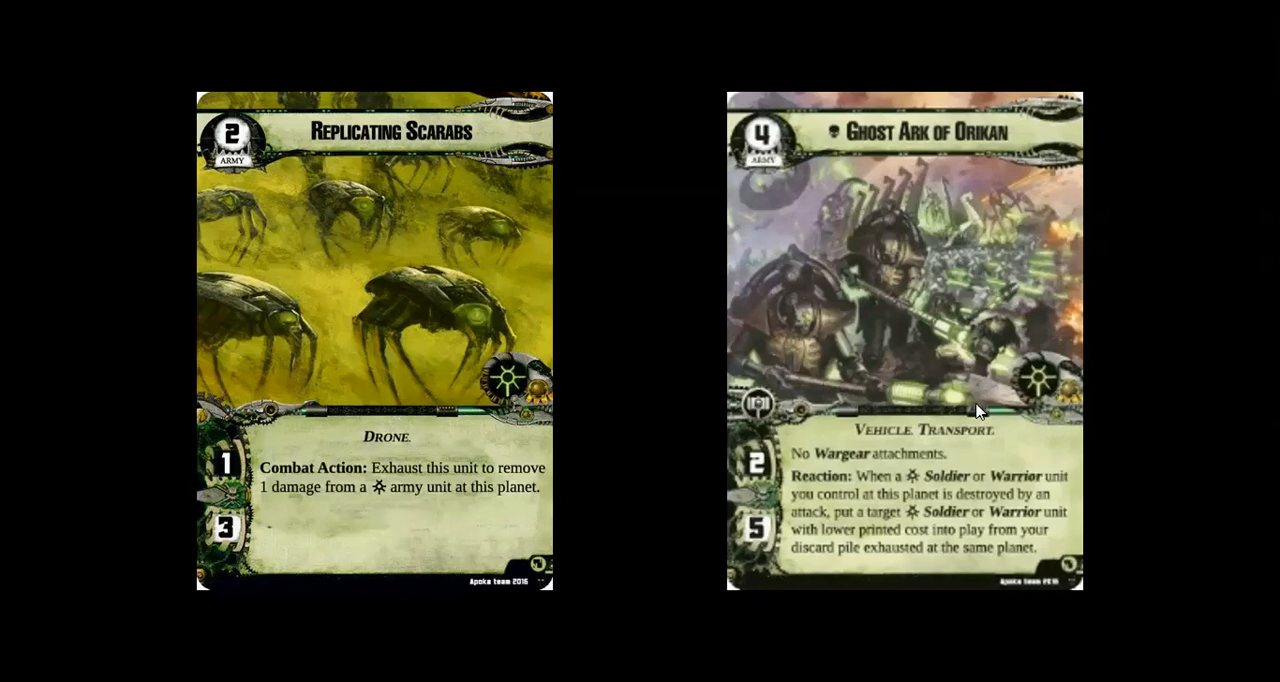 2
ARMY
REPLICATING SCARABS
DRONE.
1
3
Combat Action: Exhaust this unit to remove
1 damage from a army unit at this planet.
Apoka team 2016
4
ARMY
GHOST ARK OF ORIKAN
VEHICLE. TRANSPORT.
2
5
No Wargear attachments.
Reaction: When a Soldier or Warrior unit
you control at this planet is destroyed by an
attack, put a target Soldier or Warrior unit
with lower printed cost into play from your
discard pile exhausted at the same planet.
Apoka team 2016